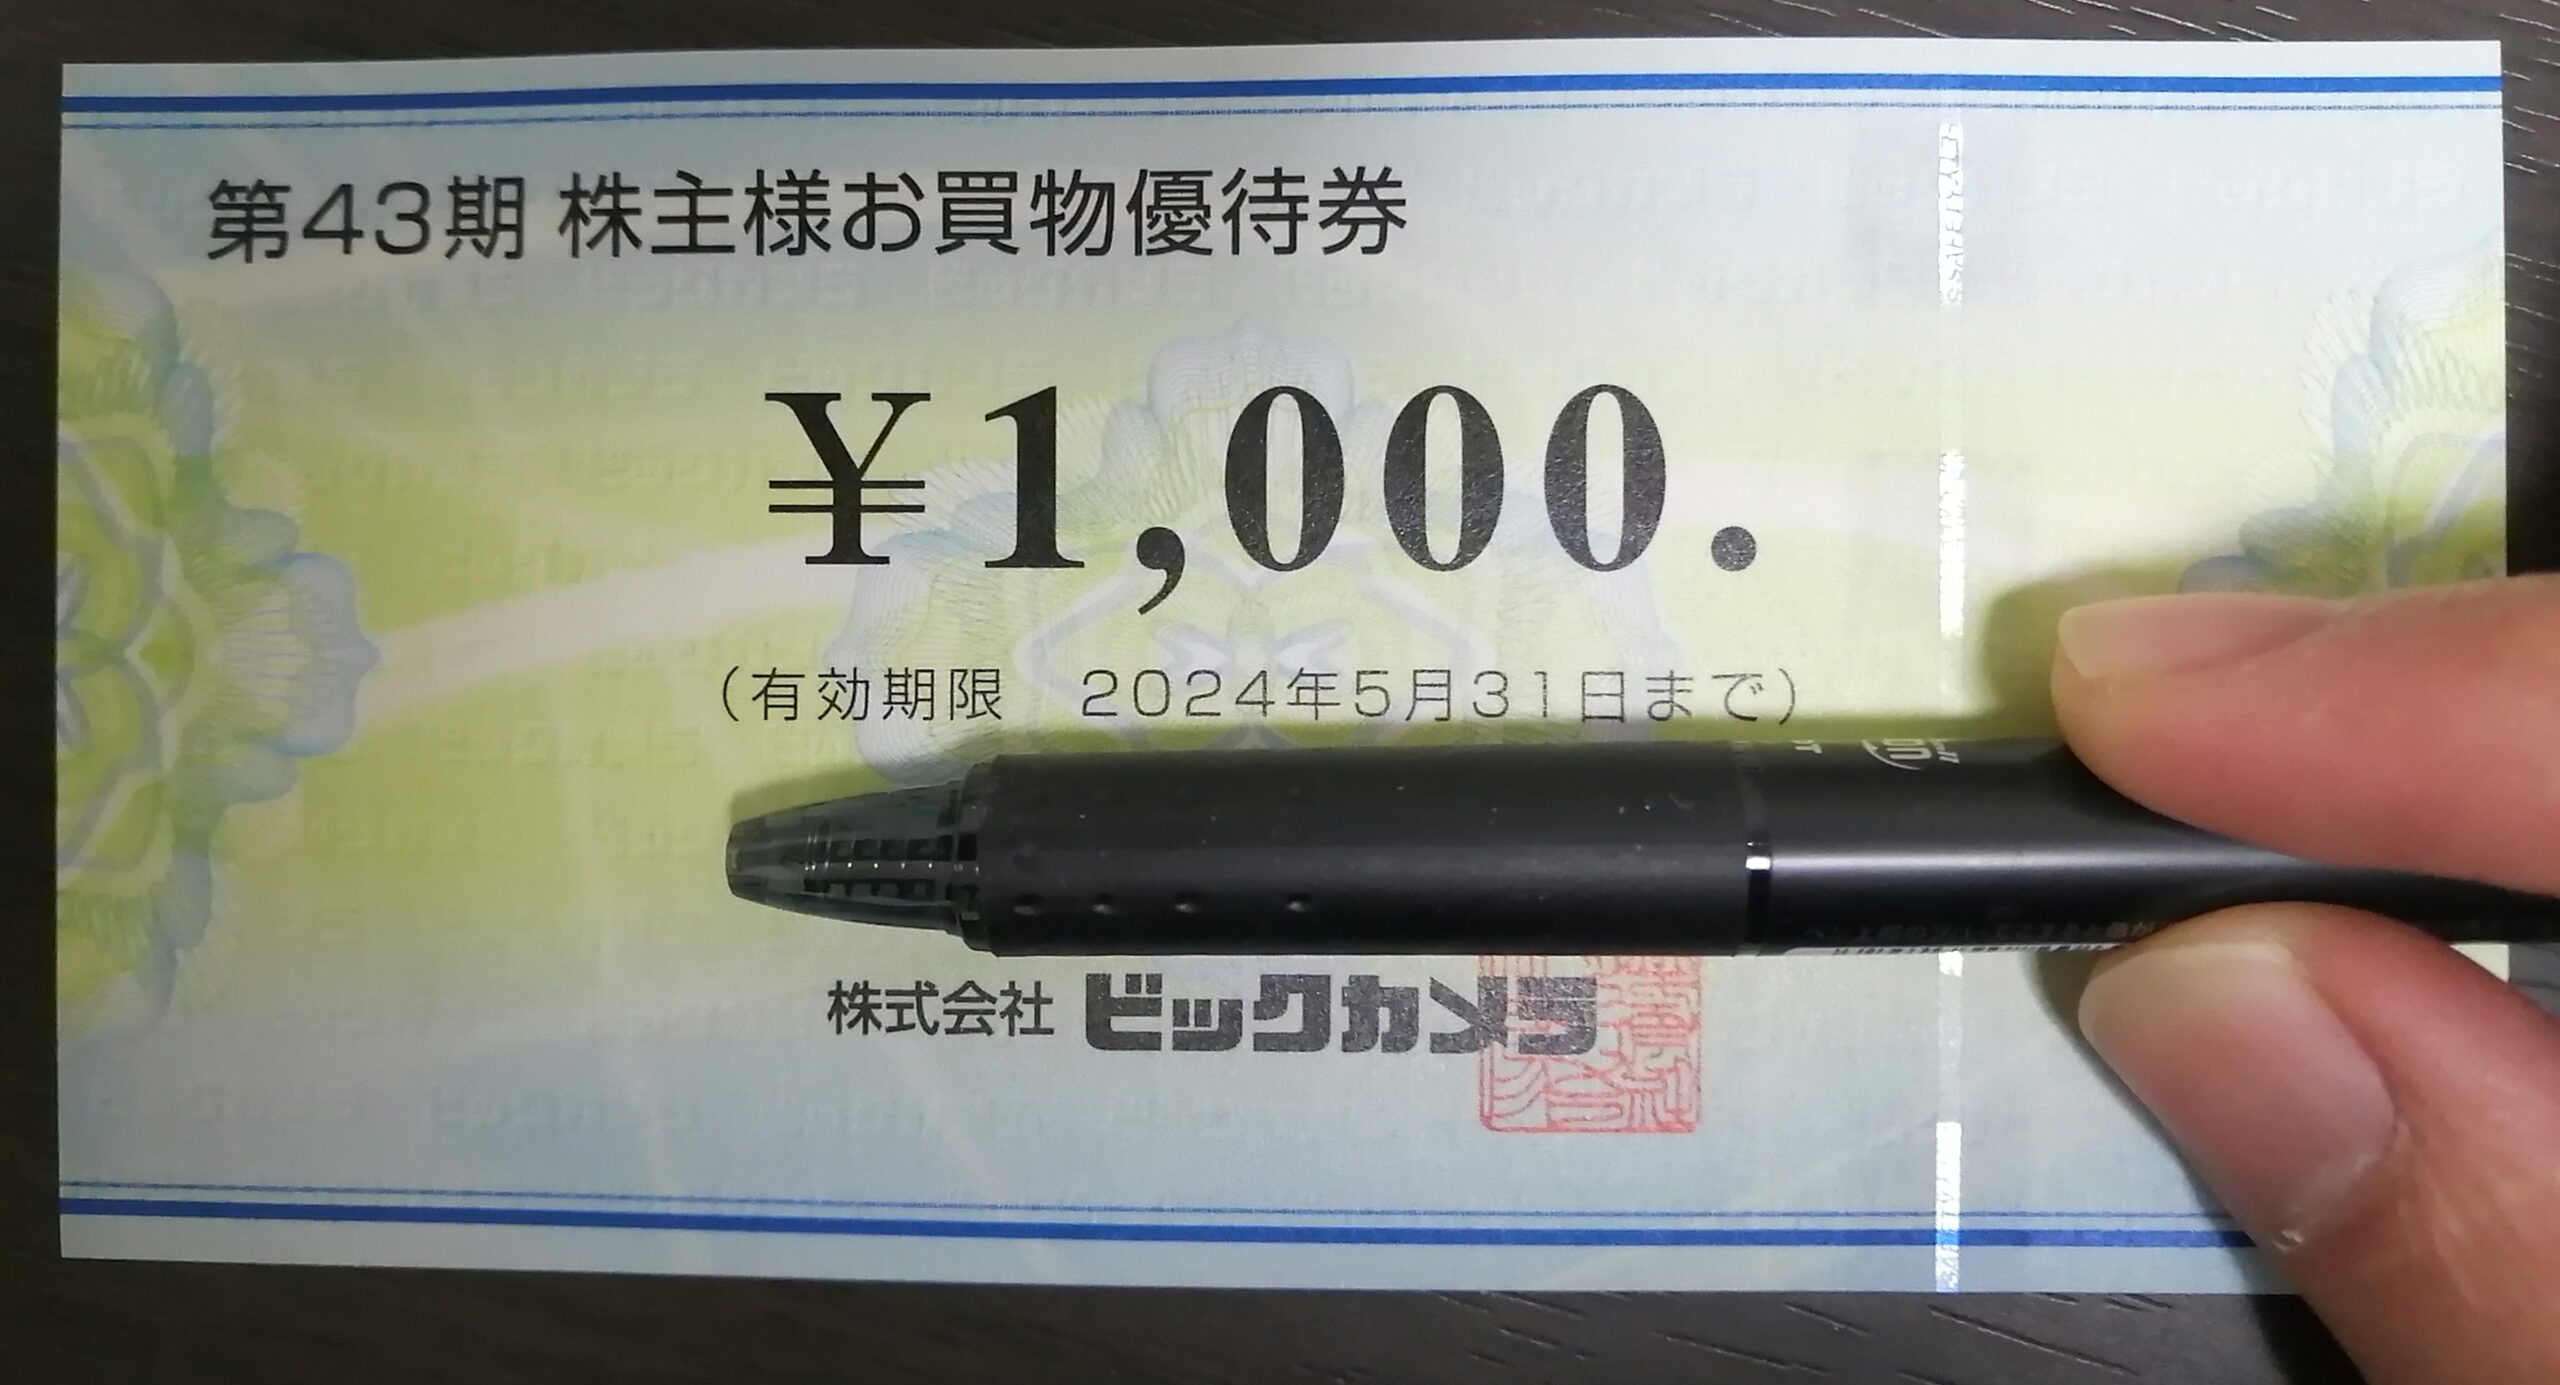 第43期 株主様お買物優待券
¥1,000.
（有効期限　2024年5月31日まで）
株式会社 ビックカメラ